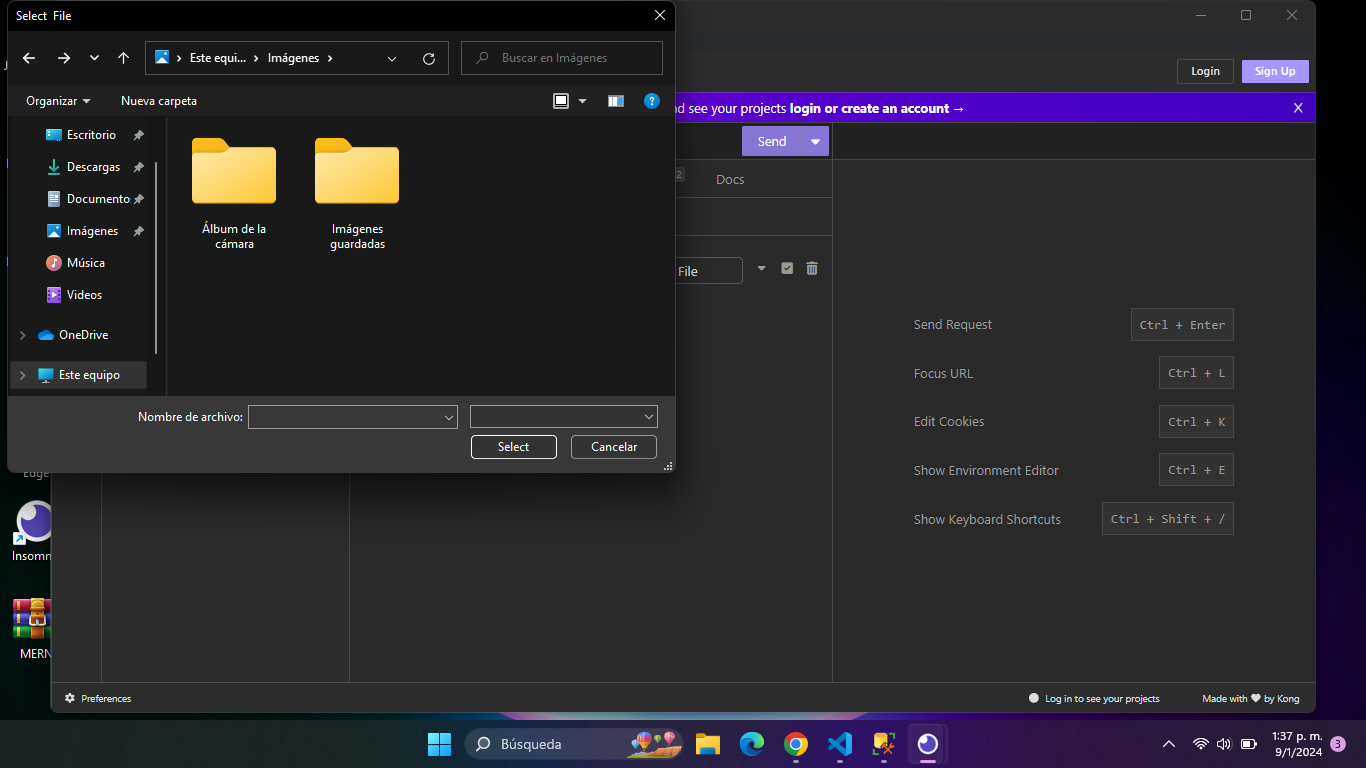 Select File
Este equi...
Imágenes
Buscar en Imágenes
Organizar
Nueva carpeta
Escritorio
Descargas
Documento
Imágenes
Música
Videos
OneDrive
Este equipo
Álbum de la
cámara
Imágenes
guardadas
Nombre de archivo:
Select
Cancelar
Login
Sign Up
nd see your projects login or create an account →
Send
2
Docs
File
Send Request
Ctrl + Enter
Focus URL
Ctrl + L
Edit Cookies
Ctrl + K
Show Environment Editor
Ctrl + E
Show Keyboard Shortcuts
Ctrl + Shift + /
Edge
Insomn
MERN
Preferences
Log in to see your projects
Made with ♥ by Kong
Búsqueda
1:37 p. m.
9/1/2024
3